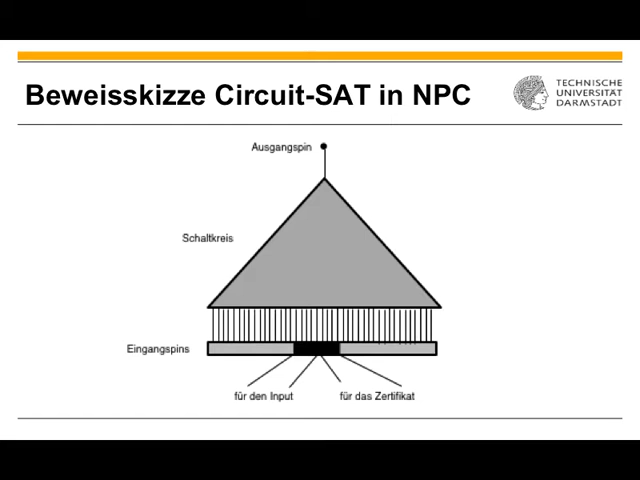 Beweisskizze Circuit-SAT in NPC
TECHNISCHE
UNIVERSITÄT
DARMSTADT
Ausgangspin
Schaltkreis
Eingangspins
für den Input
für das Zertifikat